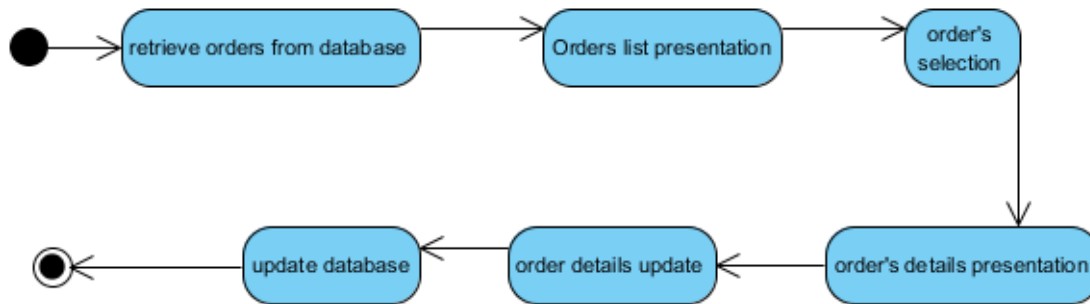 retrieve orders from database
Orders list presentation
order's
selection
order's details presentation
order details update
update database